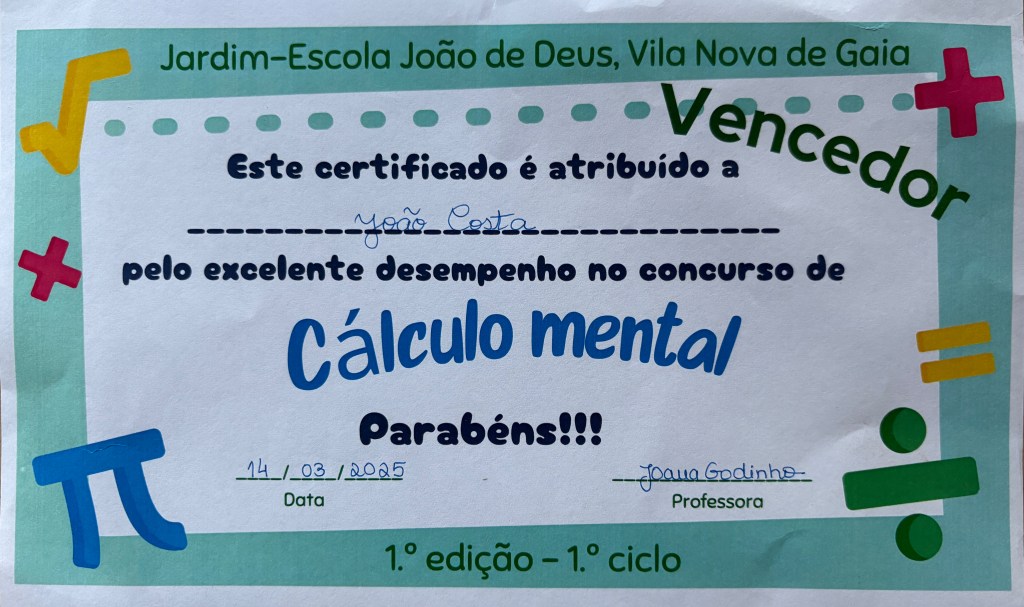 Jardim-Escola João de Deus, Vila Nova de Gaia
Vencedor
Este certificado é atribuído a
João Costa
pelo excelente desempenho no concurso de
Cálculo mental
Parabéns!!!
14/03/2025
Joana Godinho
Data
Professora
1.º edição - 1.º ciclo